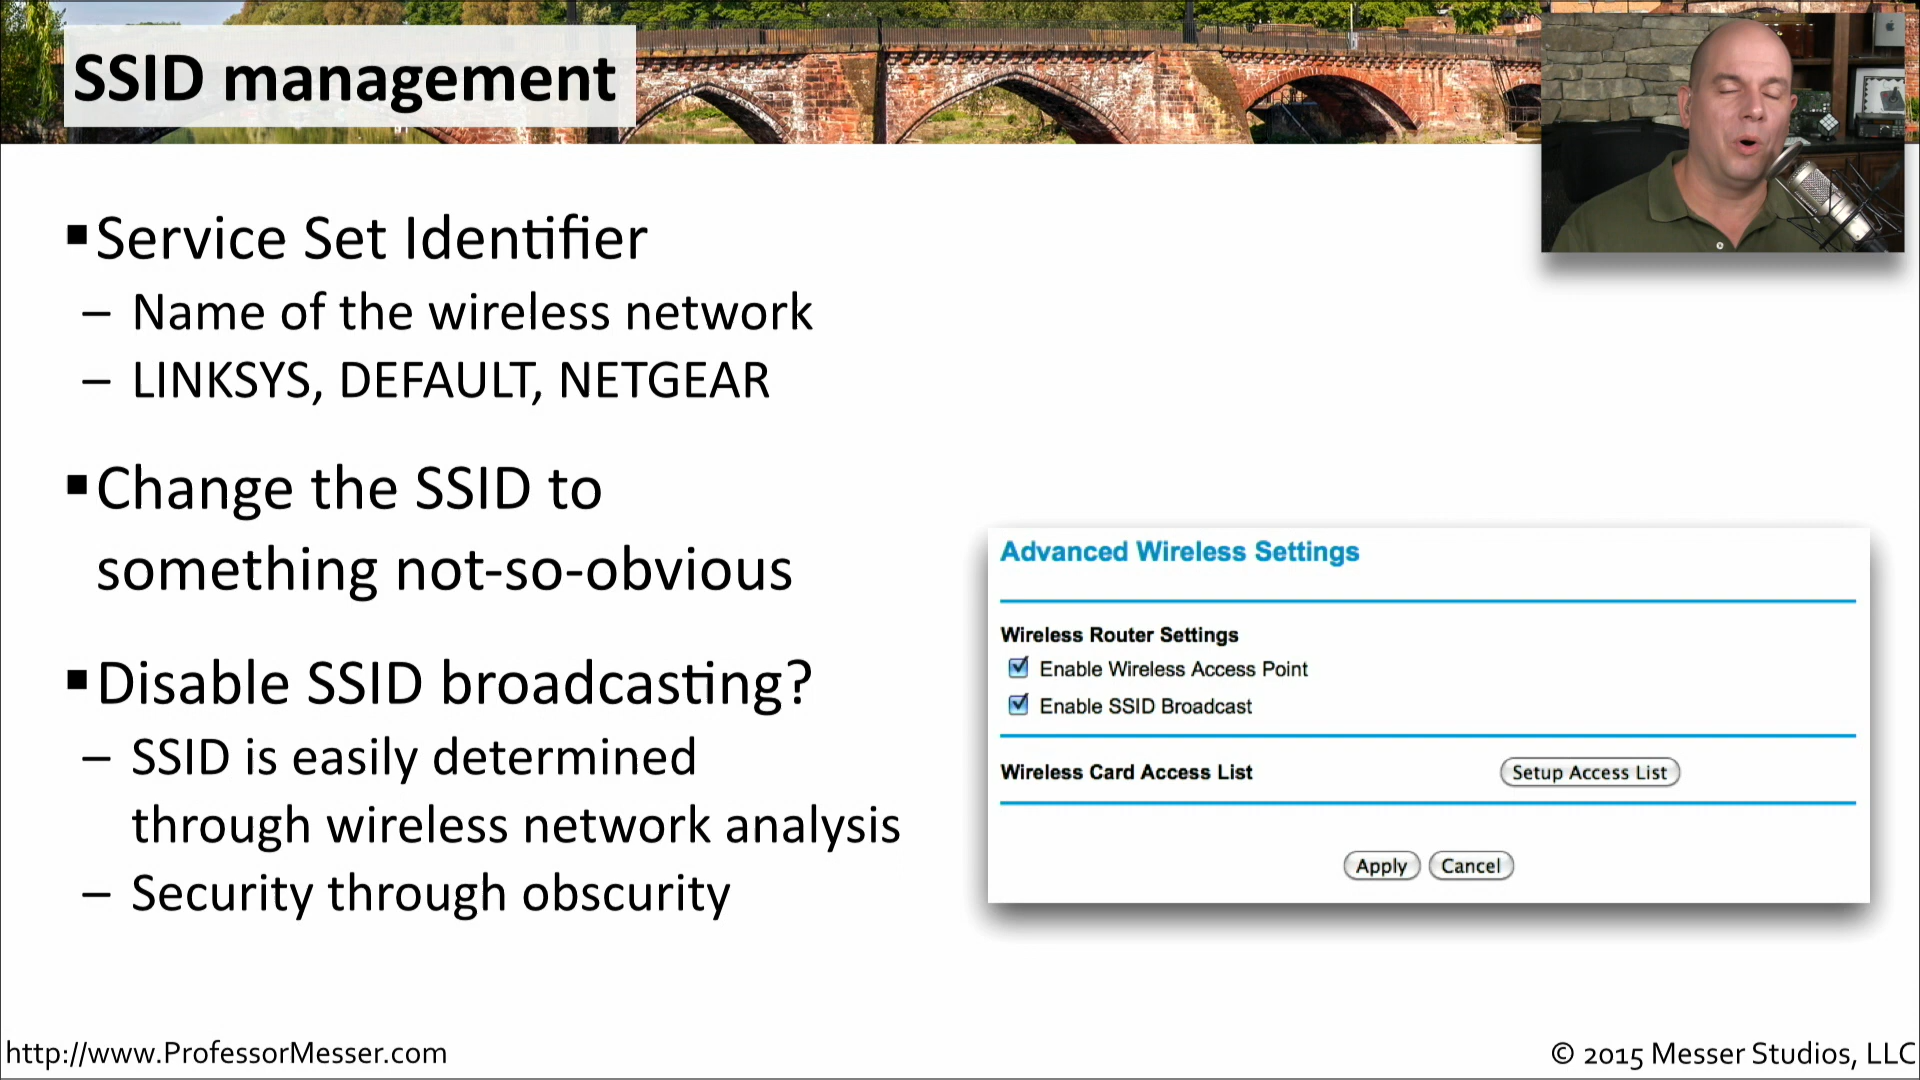 SSID management
▪Service Set Identifier
– Name of the wireless network
– LINKSYS, DEFAULT, NETGEAR
▪Change the SSID to
something not-so-obvious
▪Disable SSID broadcasting?
– SSID is easily determined
through wireless network analysis
– Security through obscurity
Advanced Wireless Settings
Wireless Router Settings
Enable Wireless Access Point
Enable SSID Broadcast
Wireless Card Access List
Setup Access List
Apply Cancel
http://www.ProfessorMesser.com
© 2015 Messer Studios, LLC